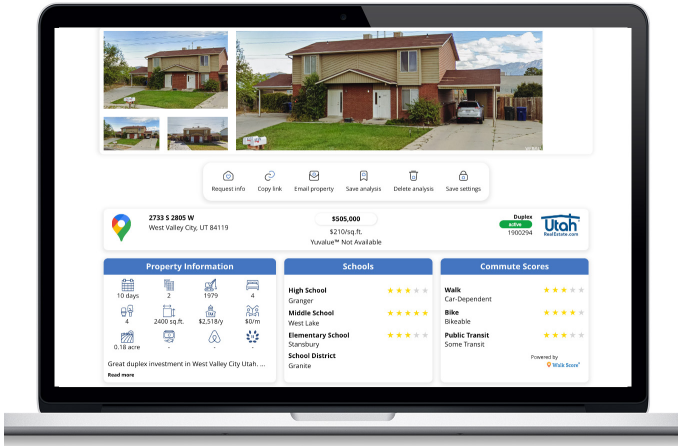 Request info Copy link Email property Save analysis Delete analysis Save settings
2733 S 2805 W
West Valley City, UT 84119
$505,000
$210/sq.ft.
Yuvalue™ Not Available
Duplex
active
1900294
Utah
RealEstate.com
Property Information
10 days 2 1979 4
4 2400 sq.ft. $2,518/y $0/m
0.18 acre - - -
Great duplex investment in West Valley City Utah. ...
Read more
Schools
High School
Granger
Middle School
West Lake
Elementary School
Stansbury
School District
Granite
Commute Scores
Walk
Car-Dependent
Bike
Bikeable
Public Transit
Some Transit
Powered by
Walk Score®